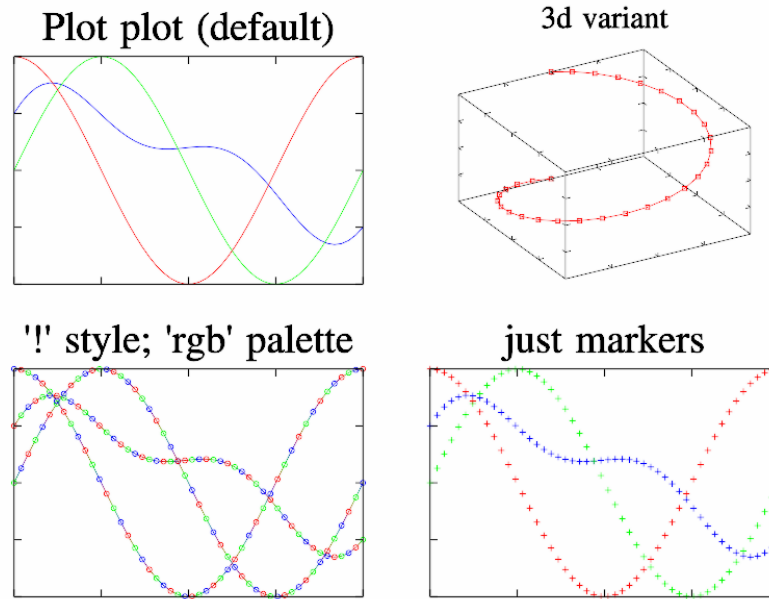 Plot plot (default)
3d variant
'!' style; 'rgb' palette
just markers